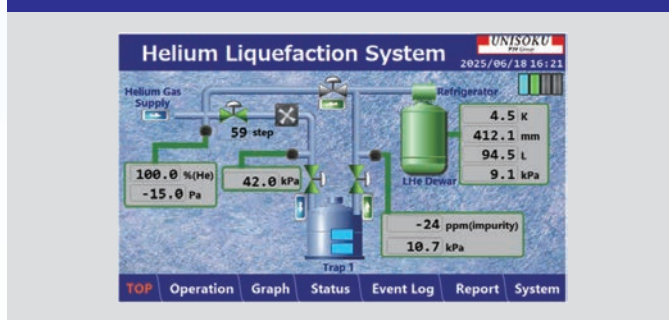 Helium Liquefaction System
UNISOKU
2025/06/18 16:21
Helium Gas
Supply
Refrigerator
59 step
4.5 K
412.1 mm
94.5 L
9.1 kPa
LHe Dewar
100.0 %(He)
-15.0 Pa
42.0 kPa
-24 ppm(impurity)
10.7 kPa
Trap 1
TOP Operation Graph Status Event Log Report System